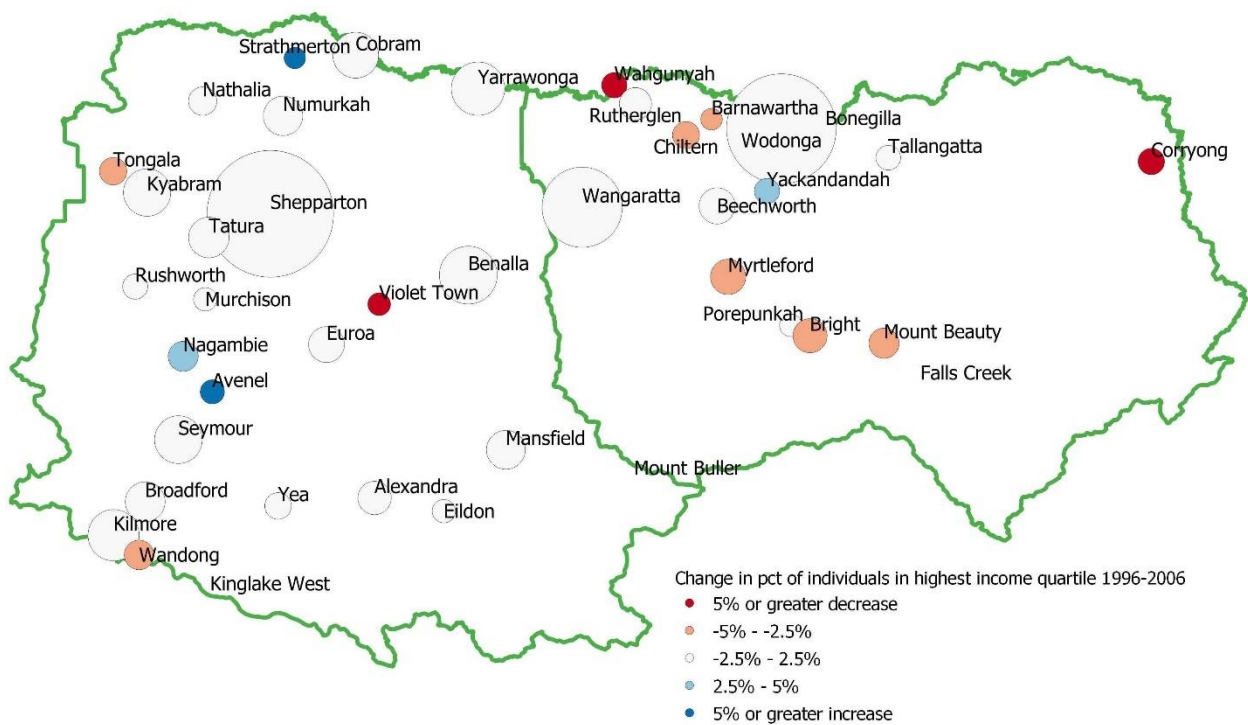 Strathmerton
Cobram
Yarrawonga
Wahgunyah
Nathalia
Numurkah
Rutherglen
Barnawartha
Bonegilla
Chiltern
Wodonga
Tallangatta
Corryong
Tongala
Kyabram
Shepparton
Wangaratta
Yackandandah
Beechworth
Tatura
Benalla
Myrtleford
Rushworth
Murchison
Violet Town
Porepunkah
Bright
Mount Beauty
Nagambie
Euroa
Falls Creek
Avenel
Seymour
Mansfield
Mount Buller
Broadford
Yea
Alexandra
Eildon
Kilmore
Wandong
Kinglake West
Change in pct of individuals in highest income quartile 1996-2006
5% or greater decrease
-5% - -2.5%
-2.5% - 2.5%
2.5% - 5%
5% or greater increase